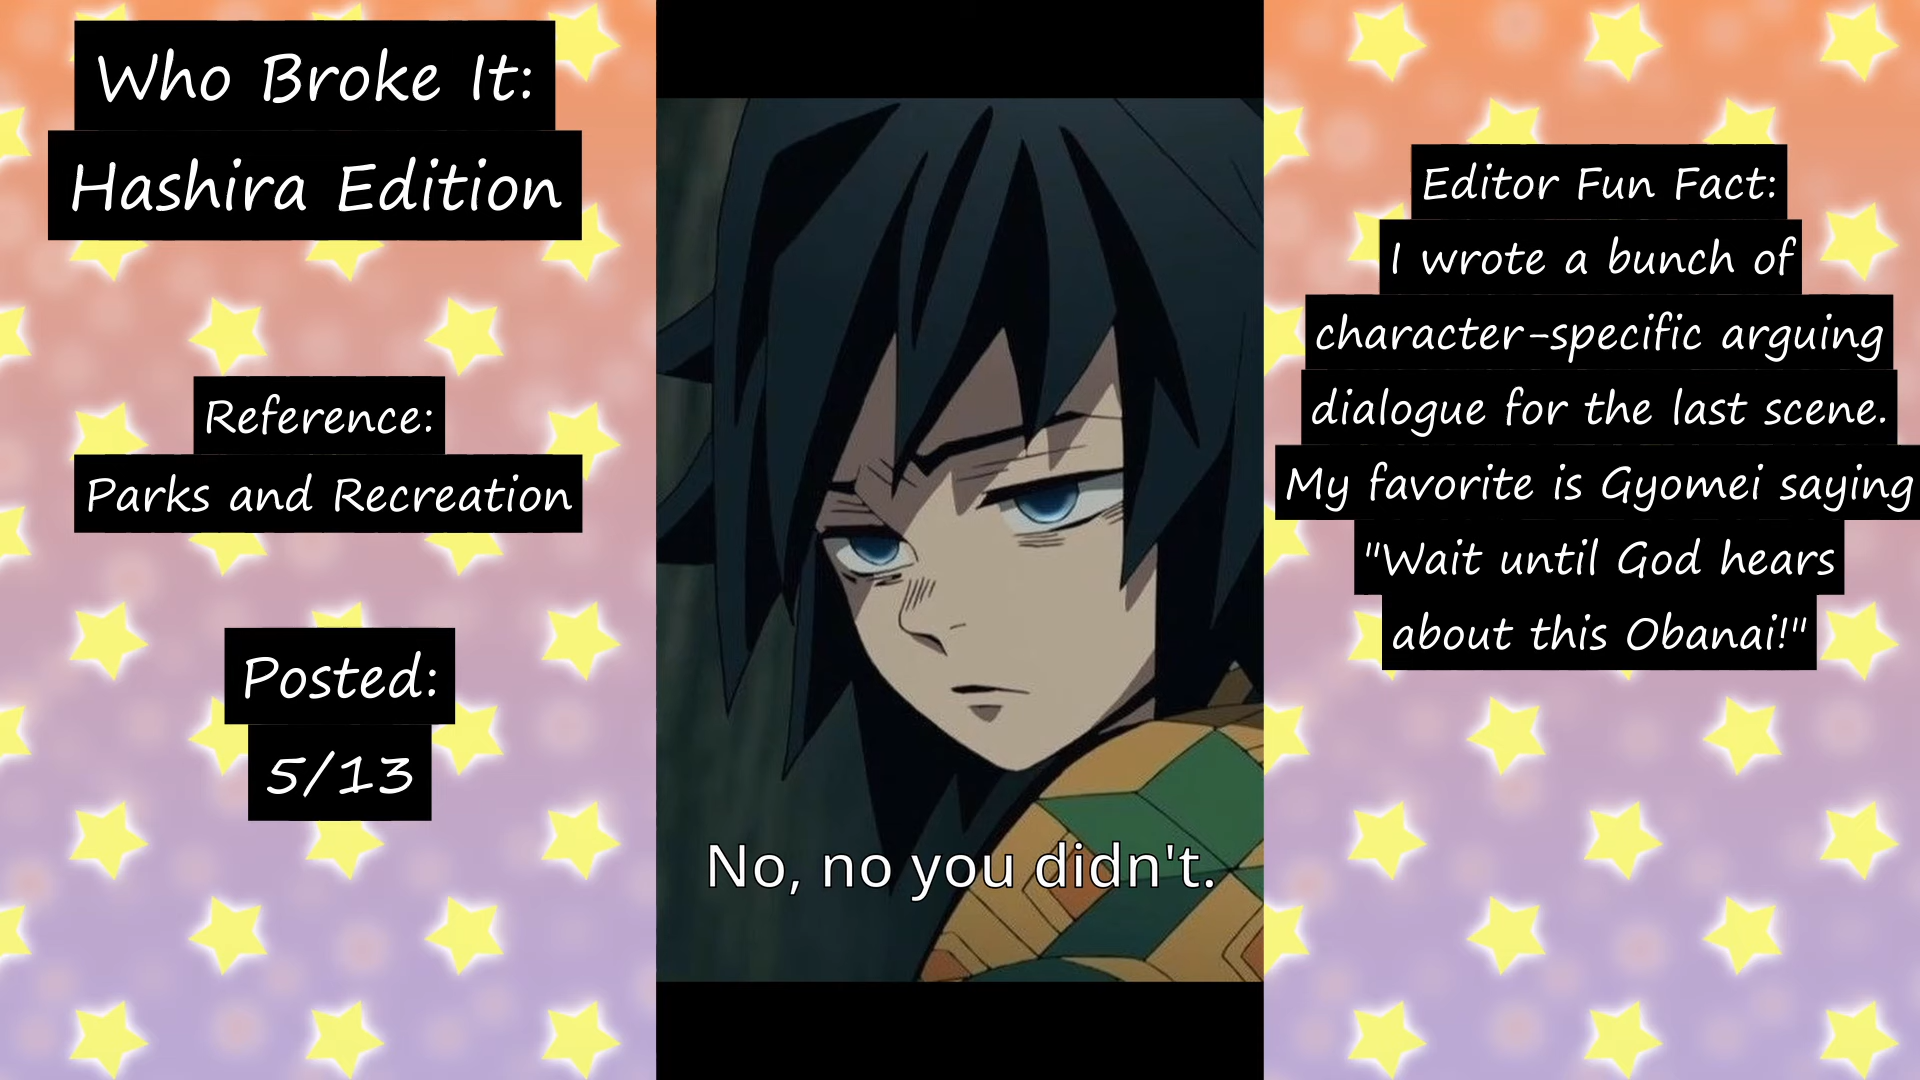 Who Broke It:
Hashira Edition
Reference:
Parks and Recreation
Posted:
5/13
No, no you didn't.
Editor Fun Fact:
I wrote a bunch of
character-specific arguing
dialogue for the last scene.
My favorite is Gyomei saying
"Wait until God hears
about this Obanai!"